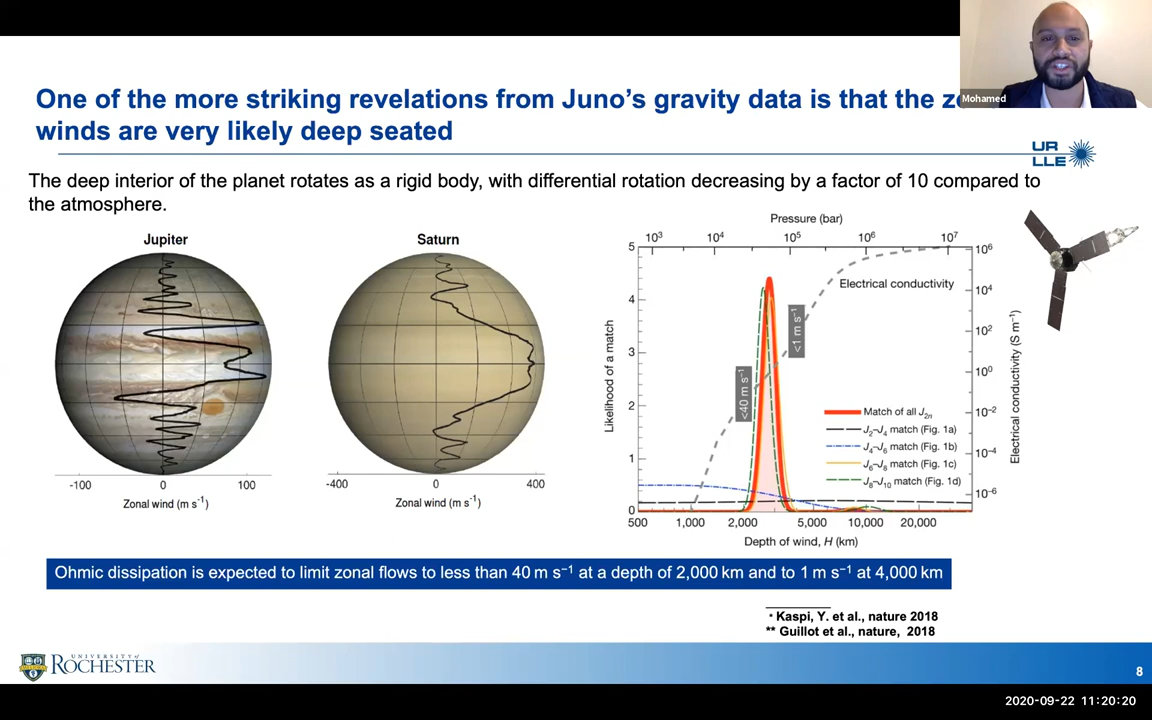 One of the more striking revelations from Juno's gravity data is that the
winds are very likely deep seated
Mohamed
UR
LLE
The deep interior of the planet rotates as a rigid body, with differential rotation decreasing by a factor of 10 compared to
the atmosphere.
Jupiter
-100
0
100
Zonal wind (m s⁻¹)
Saturn
-400
0
400
Zonal wind (m s⁻¹)
Pressure (bar)
10³ 10⁴ 10⁵ 10⁶ 10⁷
5
4
3
2
1
0
Likelihood of a match
Electrical conductivity
<40 m s⁻¹
<1 m s⁻¹
Match of all J₂ₙ
J₂–J₄ match (Fig. 1a)
J₄–J₆ match (Fig. 1b)
J₆–J₈ match (Fig. 1c)
J₈–J₁₀ match (Fig. 1d)
10⁶
10⁴
10²
10⁰
10⁻²
10⁻⁴
10⁻⁶
Electrical conductivity (S m⁻¹)
500 1,000 2,000 5,000 10,000 20,000
Depth of wind, H (km)
Ohmic dissipation is expected to limit zonal flows to less than 40 m s⁻¹ at a depth of 2,000 km and to 1 m s⁻¹ at 4,000 km
* Kaspi, Y. et al., nature 2018
** Guillot et al., nature, 2018
UNIVERSITY of
ROCHESTER
8
2020-09-22 11:20:20